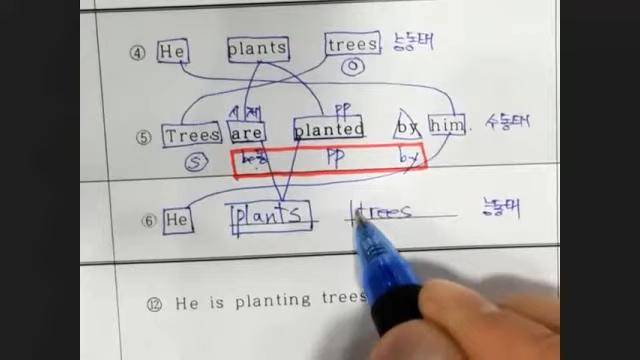 ④ He plants trees 능동태
O
시 제 pp
⑤ Trees are planted by him. 수동태
S be동 pp by
⑥ He plants trees 능동태
⑫ He is planting trees